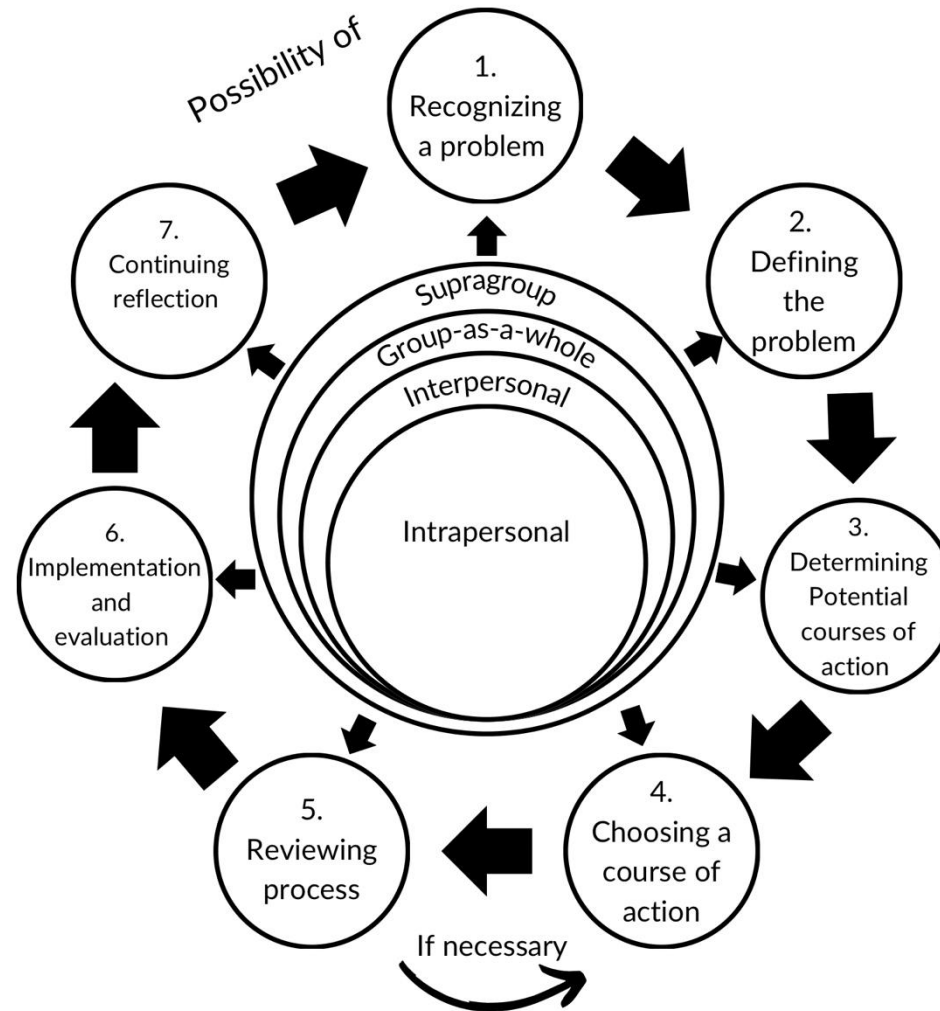 Possibility of
1.
Recognizing
a problem
2.
Defining
the
problem
3.
Determining
Potential
courses of
action
4.
Choosing a
course of
action
5.
Reviewing
process
If necessary
6.
Implementation
and
evaluation
7.
Continuing
reflection
Supragroup
Group-as-a-whole
Interpersonal
Intrapersonal